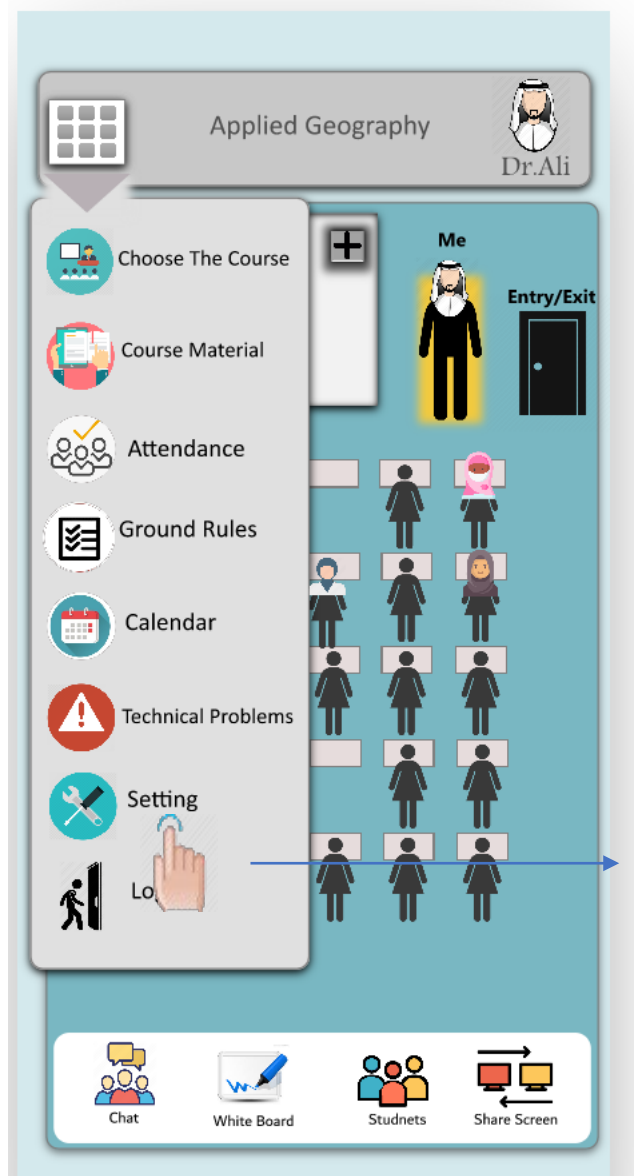 Applied Geography
Dr.Ali
Choose The Course
Me
Entry/Exit
Course Material
Attendance
Ground Rules
Calendar
Technical Problems
Setting
Chat
White Board
Studnets
Share Screen